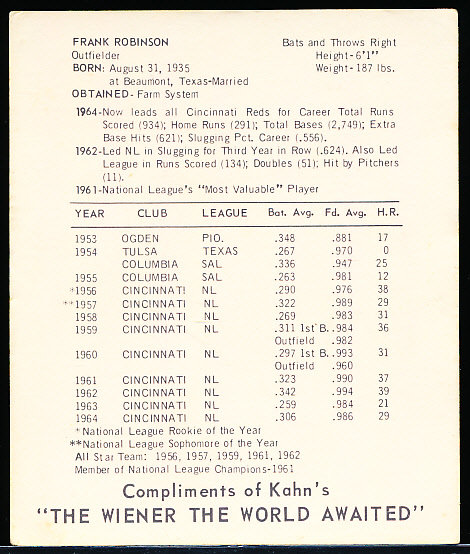 FRANK ROBINSON Bats and Throws Right
Outfielder Height-6'1"
BORN: August 31, 1935 Weight-187 lbs.
at Beaumont, Texas-Married
OBTAINED- Farm System
1964-Now leads all Cincinnati Reds for Career Total Runs
Scored (934); Home Runs (291); Total Bases (2,749); Extra
Base Hits (621); Slugging Pct. Career (.556).
1962-Led NL in Slugging for Third Year in Row (.624). Also Led
League in Runs Scored (134); Doubles (51); Hit by Pitchers
(11).
1961-National League's "Most Valuable" Player
YEAR CLUB LEAGUE Bat. Avg. Fd. Avg. H.R.
1953 OGDEN PIO. .348 .881 17
1954 TULSA TEXAS .267 .970 0
COLUMBIA SAL .336 .947 25
1955 COLUMBIA SAL .263 .981 12
*1956 CINCINNATI NL .290 .976 38
**1957 CINCINNATI NL .322 .989 29
1958 CINCINNATI NL .269 .983 31
1959 CINCINNATI NL .311 1st B. .984 36
Outfield .982
1960 CINCINNATI NL .297 1st B. .993 31
Outfield .960
1961 CINCINNATI NL .323 .990 37
1962 CINCINNATI NL .342 .994 39
1963 CINCINNATI NL .259 .984 21
1964 CINCINNATI NL .306 .986 29
*National League Rookie of the Year
**National League Sophomore of the Year
All Star Team: 1956, 1957, 1959, 1961, 1962
Member of National League Champions-1961
Compliments of Kahn's
"THE WIENER THE WORLD AWAITED"